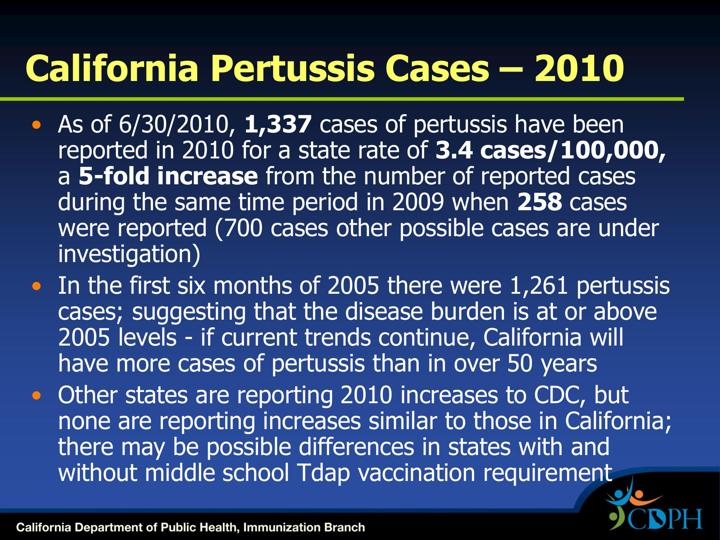 California Pertussis Cases – 2010
• As of 6/30/2010, 1,337 cases of pertussis have been
reported in 2010 for a state rate of 3.4 cases/100,000,
a 5-fold increase from the number of reported cases
during the same time period in 2009 when 258 cases
were reported (700 cases other possible cases are under
investigation)
• In the first six months of 2005 there were 1,261 pertussis
cases; suggesting that the disease burden is at or above
2005 levels - if current trends continue, California will
have more cases of pertussis than in over 50 years
• Other states are reporting 2010 increases to CDC, but
none are reporting increases similar to those in California;
there may be possible differences in states with and
without middle school Tdap vaccination requirement
California Department of Public Health, Immunization Branch
CDPH